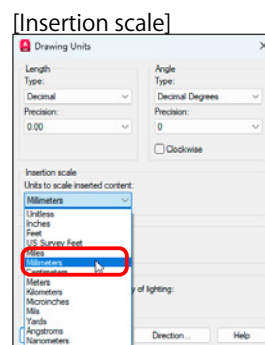 [Insertion scale]
Drawing Units
Length
Type:
Decimal
Precision:
0.00
Angle
Type:
Decimal Degrees
Precision:
0
Clockwise
Insertion scale
Units to scale inserted content:
Millimeters
Unitless
Inches
Feet
US Survey Feet
Miles
Millimeters
Centimeters
Meters
Kilometers
Microinches
Mils
Yards
Angstroms
Nanometers
of lighting:
Direction...
Help